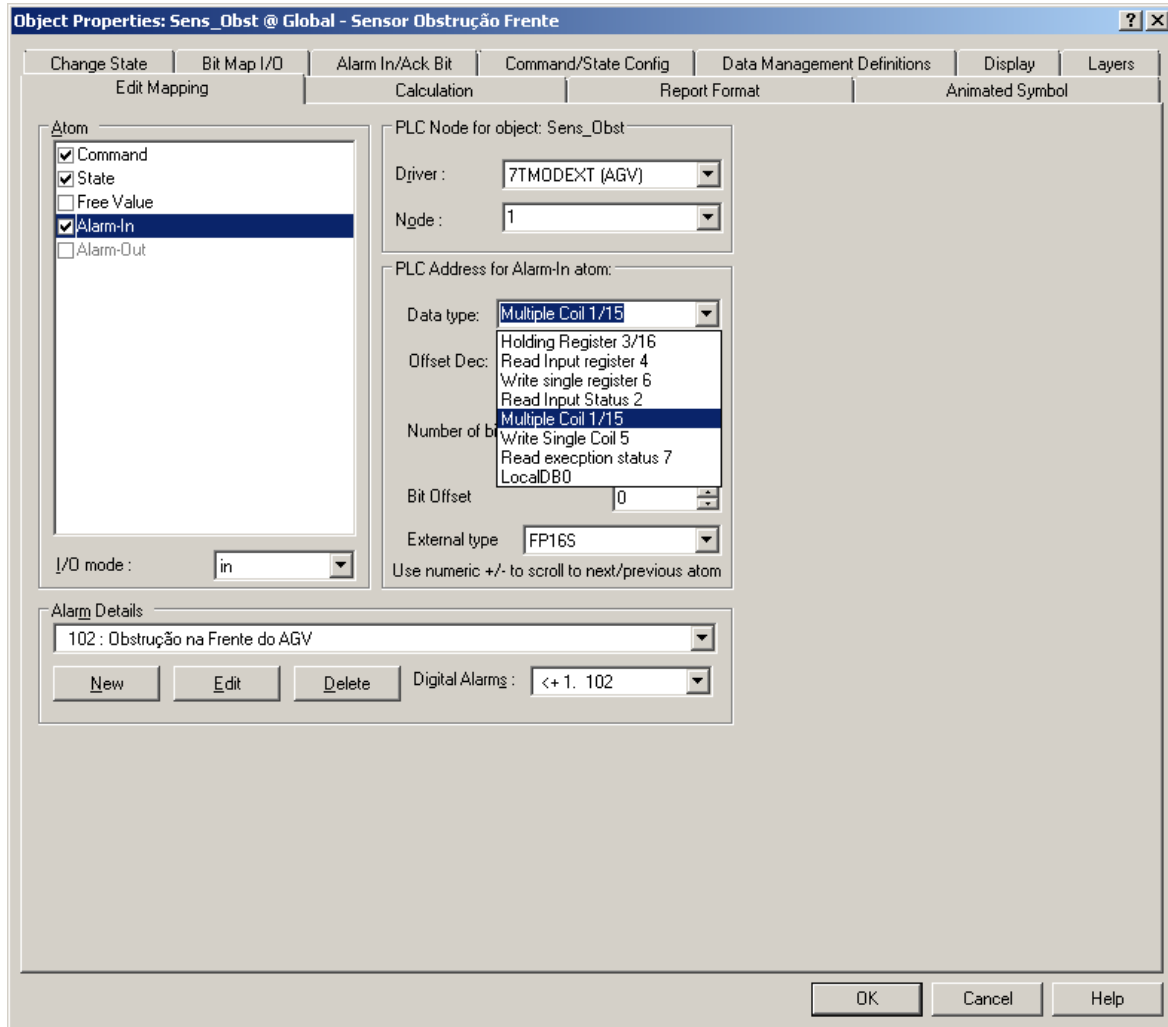 Object Properties: Sens_Obst @ Global - Sensor Obstrução Frente
Change State
Bit Map I/O
Alarm In/Ack Bit
Command/State Config
Data Management Definitions
Display
Layers
Edit Mapping
Calculation
Report Format
Animated Symbol
Atom
Command
State
Free Value
Alarm-In
Alarm-Out
I/O mode :
in
PLC Node for object: Sens_Obst
Driver :
7TMODEXT (AGV)
Node :
1
PLC Address for Alarm-In atom:
Data type:
Multiple Coil 1/15
Holding Register 3/16
Offset Dec:
Read Input register 4
Write single register 6
Read Input Status 2
Multiple Coil 1/15
Number of bi
Write Single Coil 5
Read execption status 7
LocalDB0
Bit Offset
0
External type
FP16S
Use numeric +/- to scroll to next/previous atom
Alarm Details
102 : Obstrução na Frente do AGV
New
Edit
Delete
Digital Alarms :
<+ 1. 102
OK
Cancel
Help